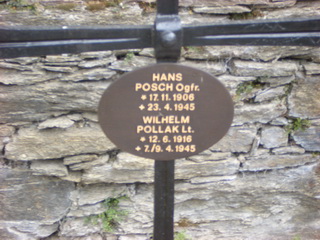 HANS
POSCH Ogfr.
* 17.11.1906
+ 23.4.1945
WILHELM
POLLAK Lt.
* 12.6.1916
+ 7./9.4.1945